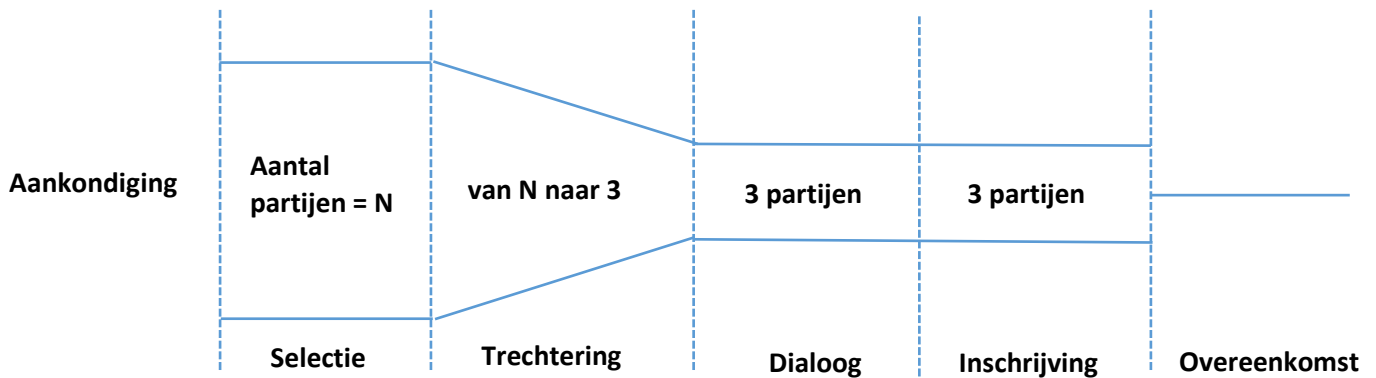 Aankondiging
Aantal
partijen = N
van N naar 3
3 partijen
3 partijen
Selectie
Trechtering
Dialoog
Inschrijving
Overeenkomst